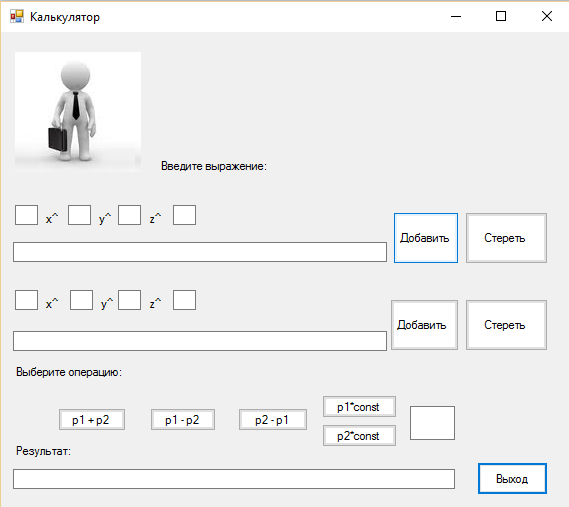 Калькулятор
Введите выражение:
x^ y^ z^
Добавить Стереть
x^ y^ z^
Добавить Стереть
Выберите операцию:
p1*const
p1 + p2 p1 - p2 p2 - p1
p2*const
Результат:
Выход